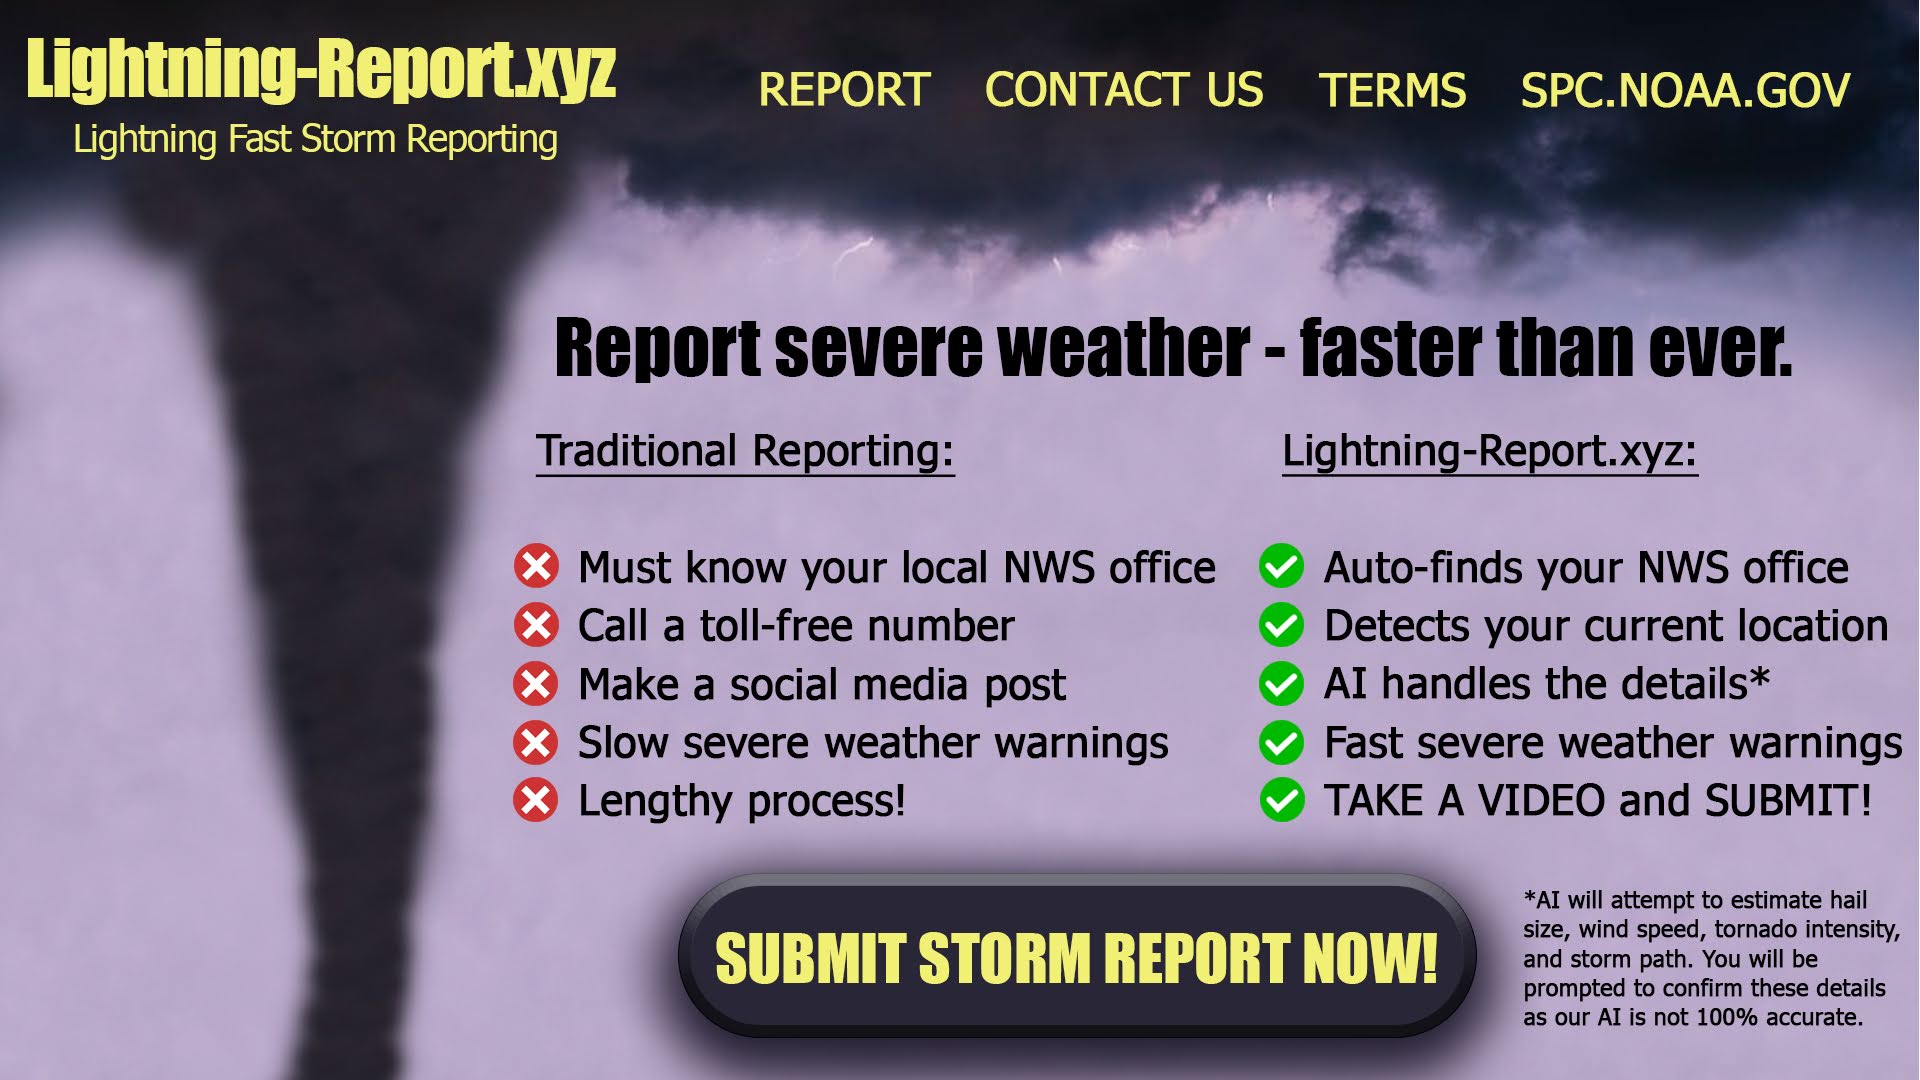 Lightning-Report.xyz
Lightning Fast Storm Reporting
REPORT CONTACT US TERMS SPC.NOAA.GOV
Report severe weather - faster than ever.
Traditional Reporting:
Must know your local NWS office
Call a toll-free number
Make a social media post
Slow severe weather warnings
Lengthy process!
Lightning-Report.xyz:
Auto-finds your NWS office
Detects your current location
AI handles the details*
Fast severe weather warnings
TAKE A VIDEO and SUBMIT!
SUBMIT STORM REPORT NOW!
*AI will attempt to estimate hail
size, wind speed, tornado intensity,
and storm path. You will be
prompted to confirm these details
as our AI is not 100% accurate.